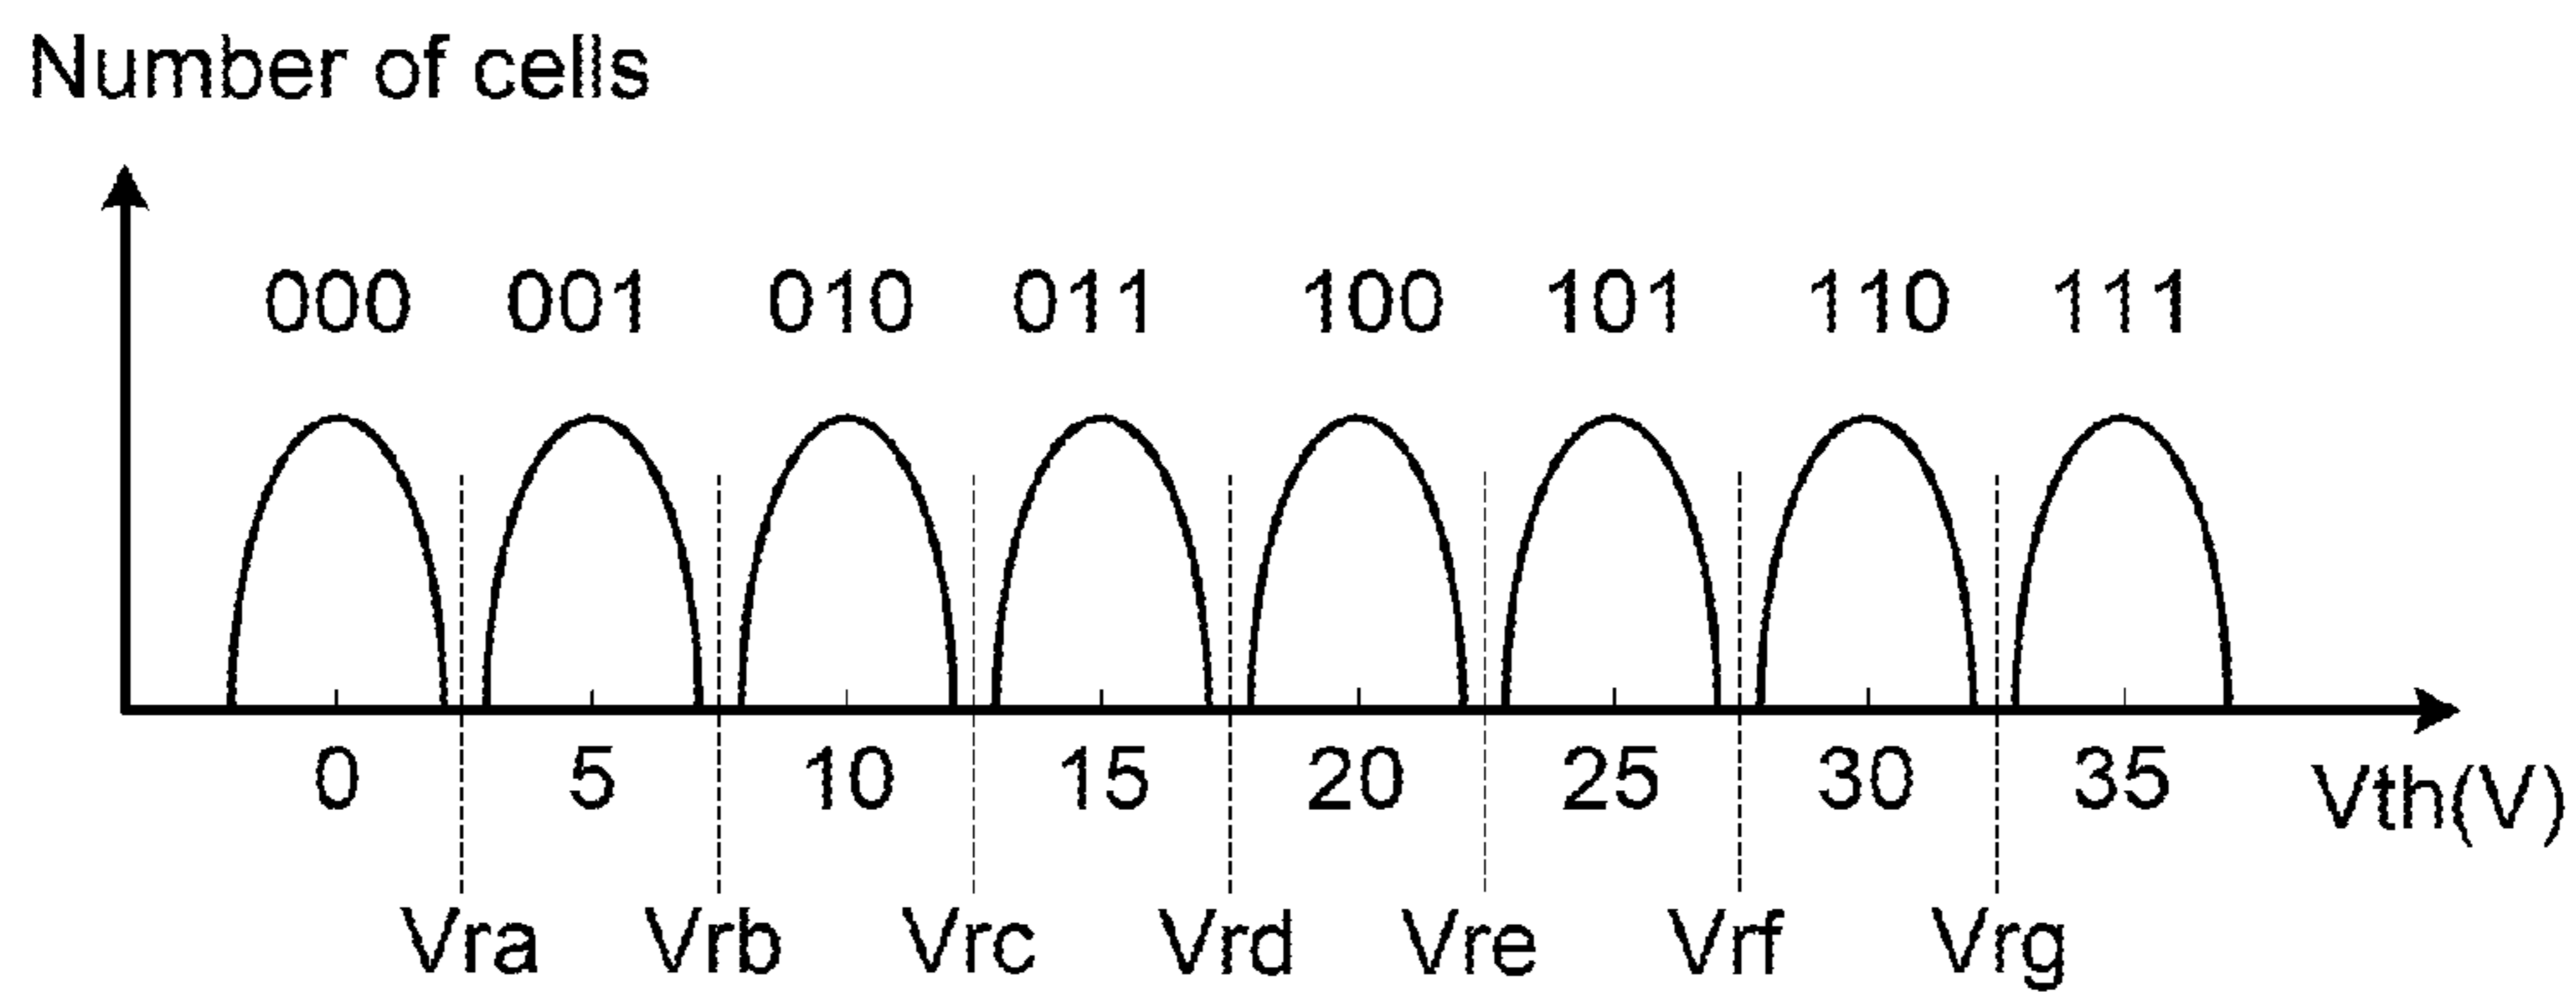 Number of cells
000 001 010 011 100 101 110 111
0 5 10 15 20 25 30 35 Vth(V)
Vra Vrb Vrc Vrd Vre Vrf Vrg